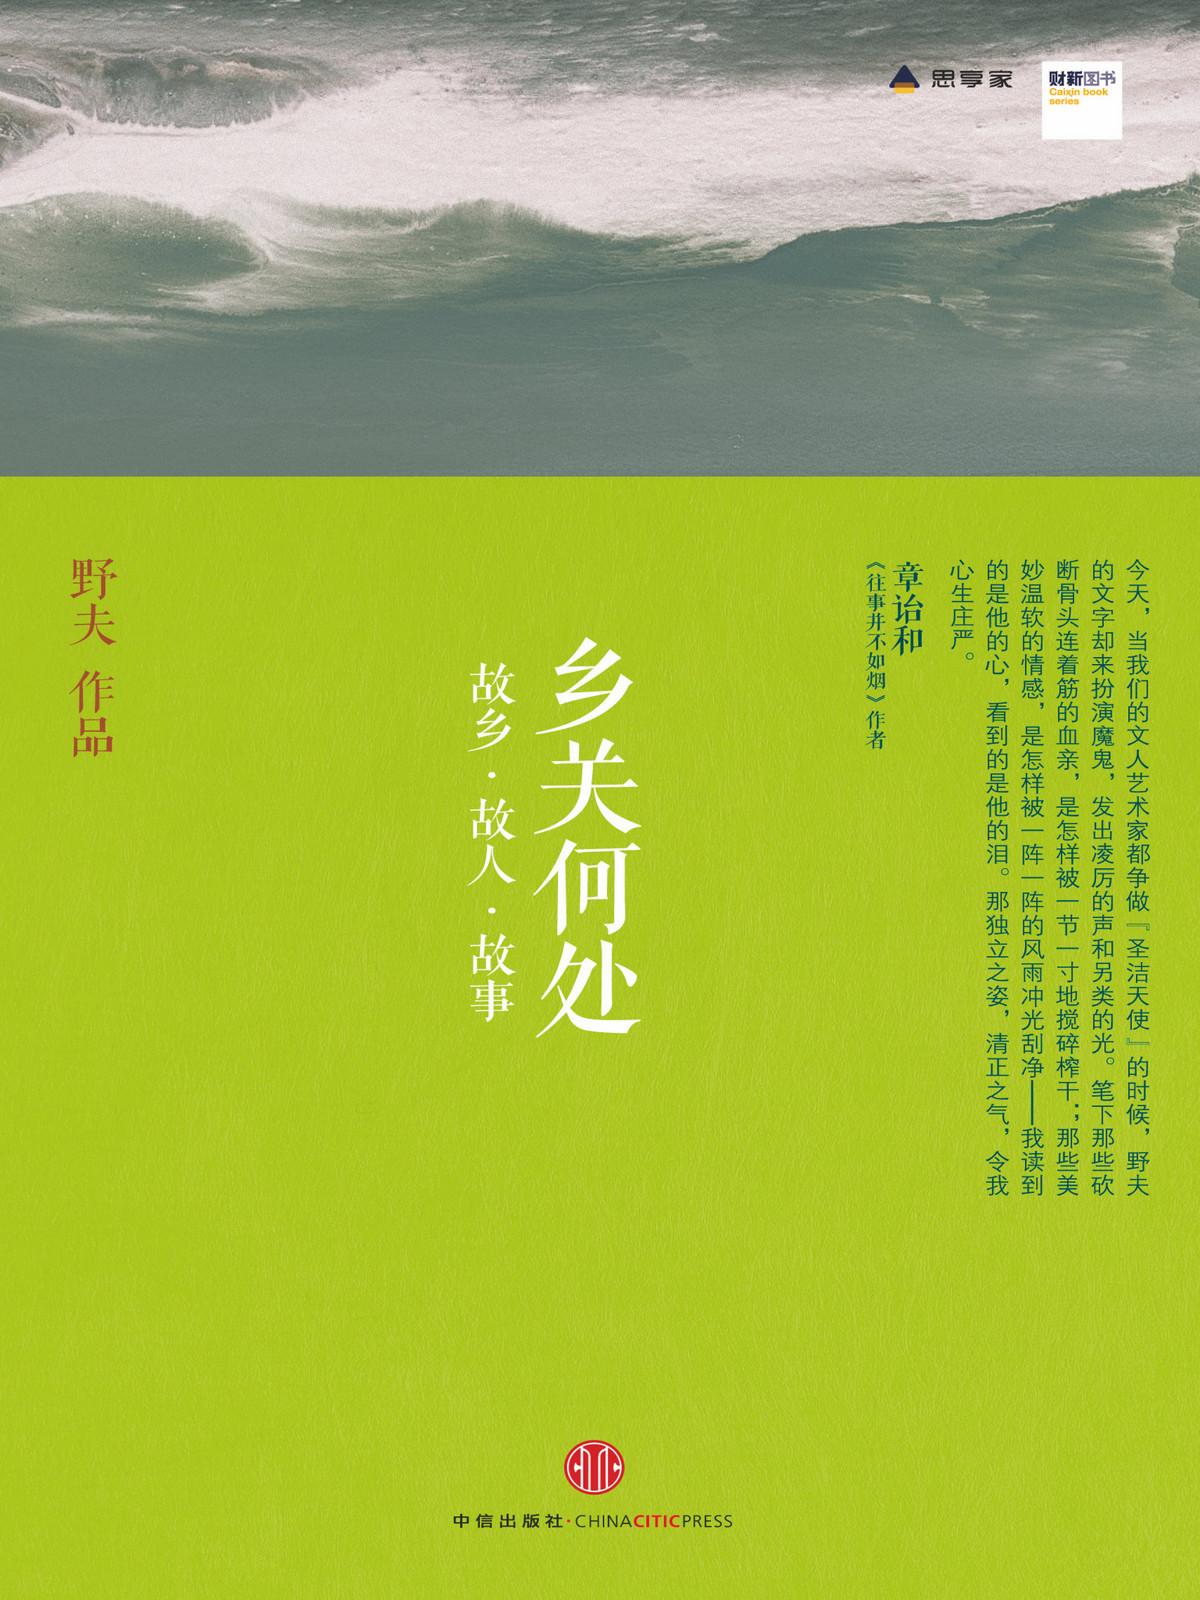 思享家
财新图书
Caixin book
series
今天，当我们的文人艺术家都争做『圣洁天使』的时候，野夫
的文字却来扮演魔鬼，发出凌厉的声和另类的光。笔下那些砍
断骨头连着筋的血亲，是怎样被一节一寸地搅碎榨干；那些美
妙温软的情感，是怎样被一阵一阵的风雨冲光刮净——我读到
的是他的心，看到的是他的泪。那独立之姿，清正之气，令我
心生庄严。
章诒和
《往事并不如烟》作者
乡关何处
故乡·故人·故事
野夫 作品
中信出版社·CHINACITICPRESS